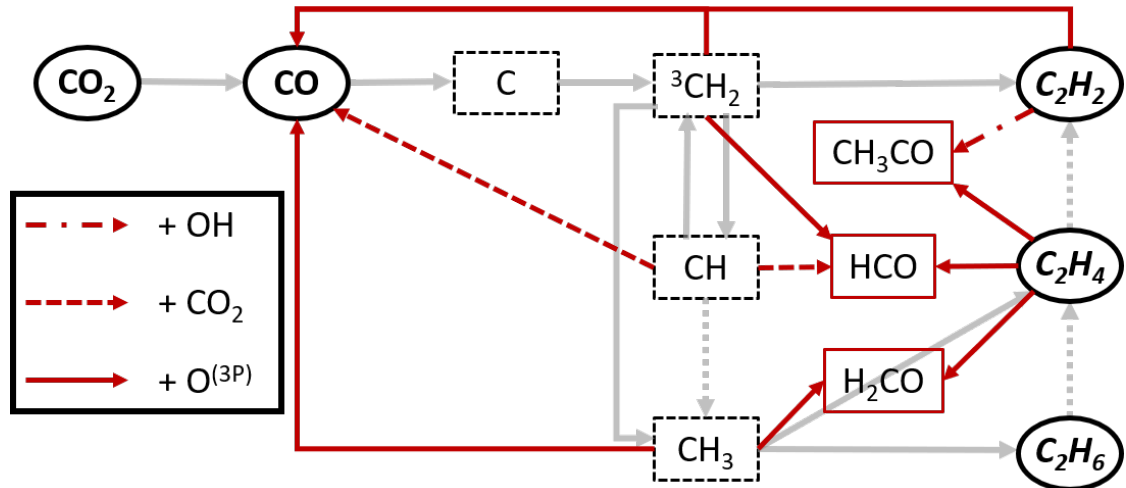 CO₂
CO
C
³CH₂
C₂H₂
CH₃CO
+ OH
CH
HCO
C₂H₄
+ CO₂
H₂CO
+ O(3P)
CH₃
C₂H₆